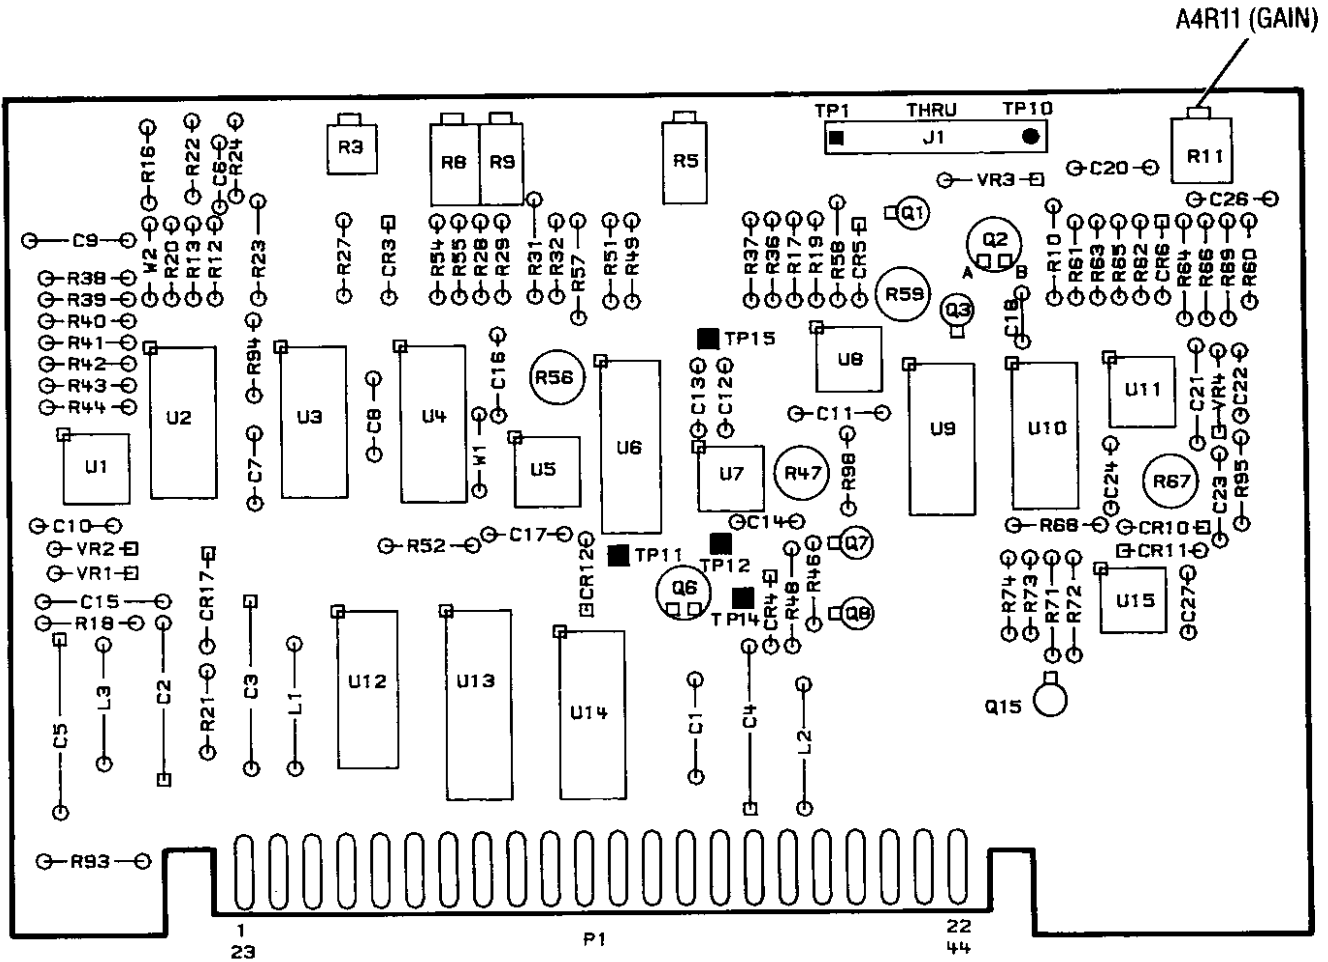 A4R11 (GAIN)
TP1 THRU TP10
J1
R16
R22
C6
R24
R3
R8
R9
R5
R11
C20
VR3
C26
Q1
Q2
A B
C9
W2
R20
R13
R12
R23
R27
CR3
R54
R55
R28
R29
R31
R32
R57
R51
R49
R37
R36
R17
R19
R58
CR5
R59
Q3
C18
R10
R61
R63
R65
R62
CR6
R64
R66
R69
R60
R38
R39
R40
R41
R42
R43
R44
R94
U2
U3
C8
U4
C16
R56
TP15
U8
C13
C12
C11
U6
U9
U10
U11
C21
VR4
C22
U1
C7
W1
U5
U7
R47
R98
C24
R67
C23
R95
C10
VR2
VR1
C15
R18
CR17
R52
C17
CR12
TP11
TP12
C14
Q7
R68
CR10
CR11
Q6
TP14
CR4
R48
R46
Q8
R74
R73
R71
R72
U15
C27
C5
L3
C2
R21
C3
L1
U12
U13
U14
C1
C4
L2
Q15
R93
1
23
P1
22
44